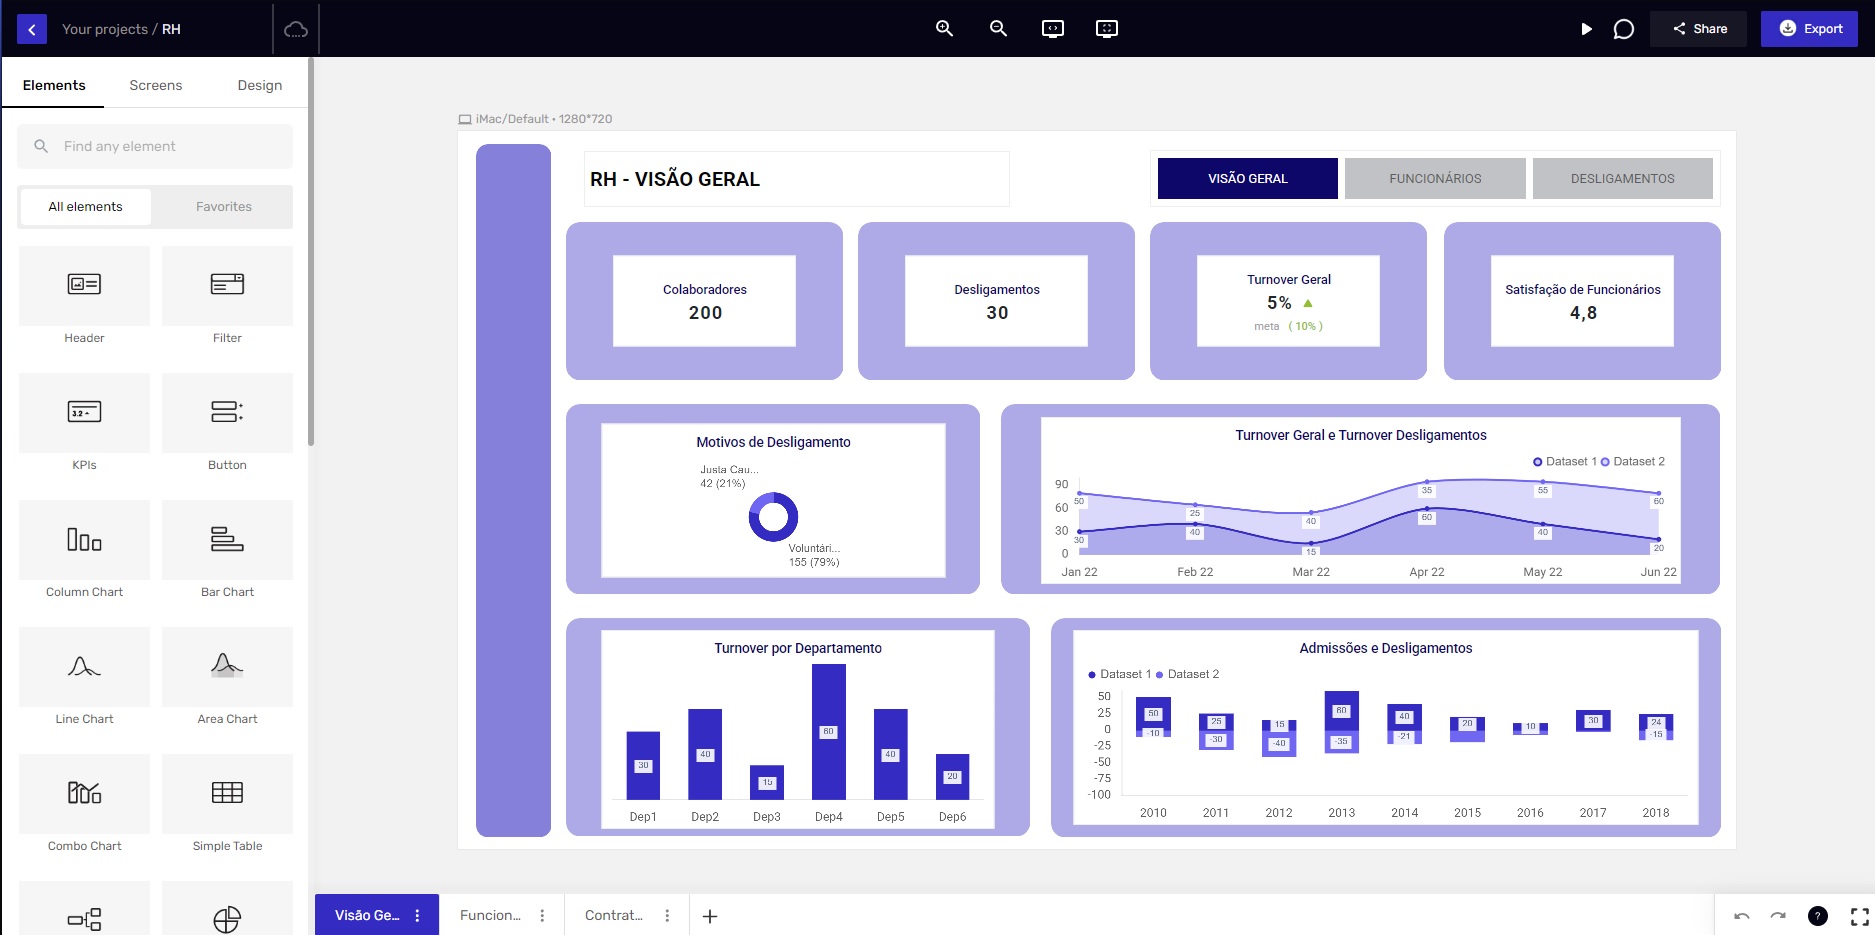 Your projects / RH
Share
Export
Elements
Screens
Design
Find any element
All elements
Favorites
Header
Filter
3.2
KPIs
Button
Column Chart
Bar Chart
Line Chart
Area Chart
Combo Chart
Simple Table
iMac/Default • 1280*720
RH - VISÃO GERAL
VISÃO GERAL
FUNCIONÁRIOS
DESLIGAMENTOS
Colaboradores
200
Desligamentos
30
Turnover Geral
5%
meta ( 10% )
Satisfação de Funcionários
4,8
Motivos de Desligamento
Justa Cau...
42 (21%)
Voluntári...
155 (79%)
Turnover Geral e Turnover Desligamentos
Dataset 1 Dataset 2
90
60
30
0
50 25 40 35 55 60
30 40 15 60 40 20
Jan 22 Feb 22 Mar 22 Apr 22 May 22 Jun 22
Turnover por Departamento
30 40 15 60 40 20
Dep1 Dep2 Dep3 Dep4 Dep5 Dep6
Admissões e Desligamentos
Dataset 1 Dataset 2
50
25
0
-25
-50
-75
-100
50 25 15 60 40 20 10 30 24
-10 -30 -40 -35 -21 -15
2010 2011 2012 2013 2014 2015 2016 2017 2018
Visão Ge...
Funcion...
Contrat...
+
?